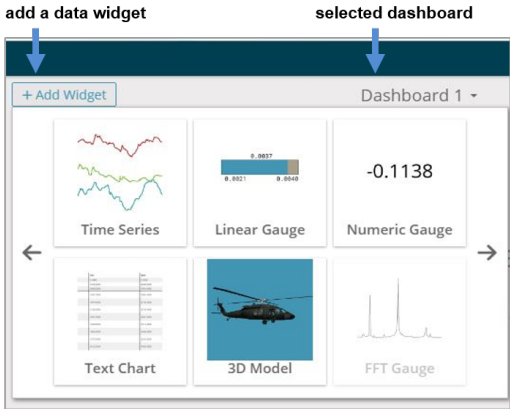 add a data widget
selected dashboard
+ Add Widget
Dashboard 1
0.0037
0.0021 0.0040
-0.1138
Time Series
Linear Gauge
Numeric Gauge
Text Chart
3D Model
FFT Gauge